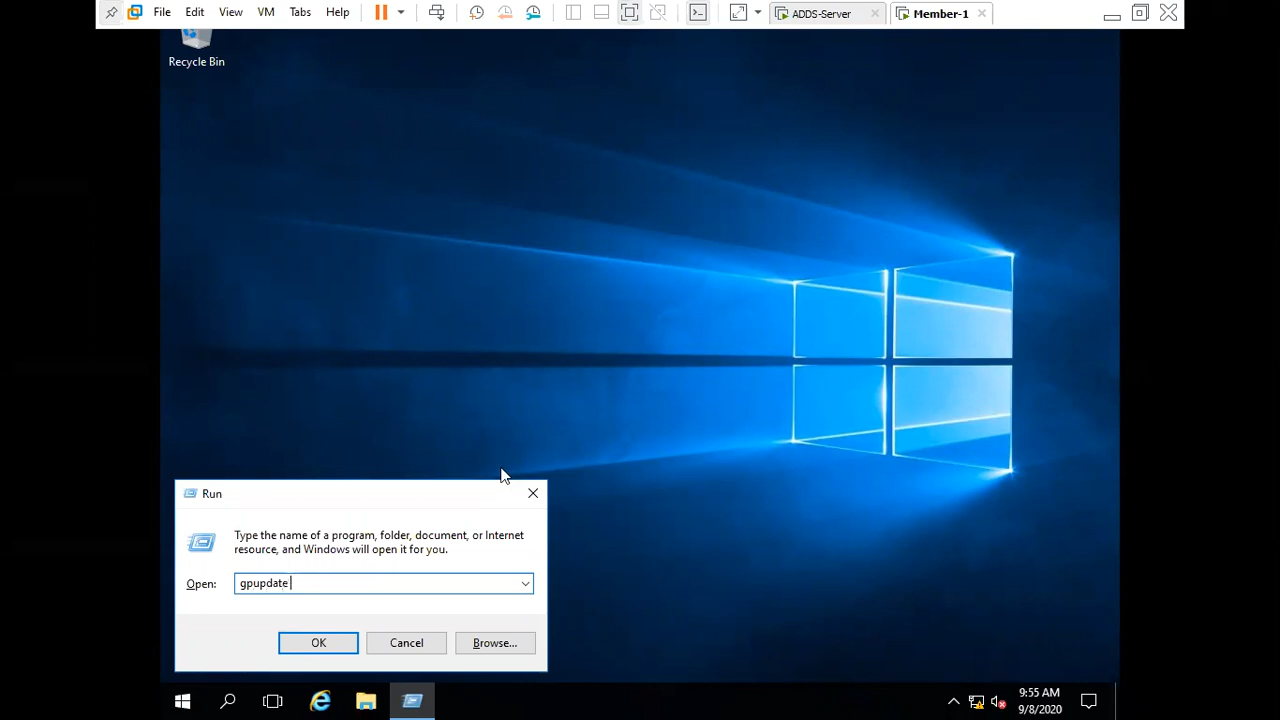 File Edit View VM Tabs Help ADDS-Server Member-1
Recycle Bin
Run
Type the name of a program, folder, document, or Internet
resource, and Windows will open it for you.
Open: gpupdate
OK Cancel Browse...
9:55 AM
9/8/2020